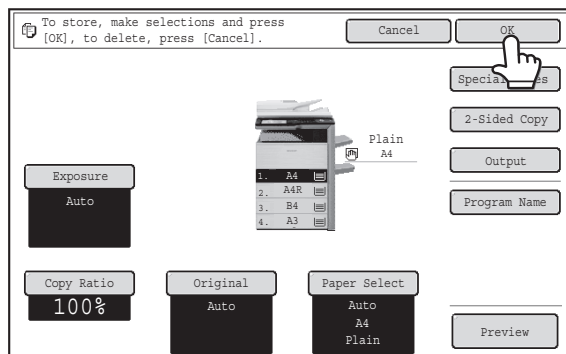 To store, make selections and press
[OK], to delete, press [Cancel].
Cancel
OK
2-Sided Copy
Plain
A4
Output
Exposure
Auto
1. A4
2. A4R
3. B4
4. A3
Program Name
Copy Ratio
100%
Original
Auto
Paper Select
Auto
A4
Plain
Preview